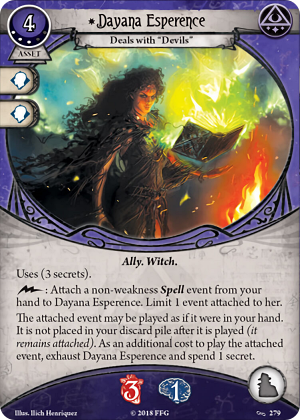 4
Dayana Esperence
Deals with "Devils"
ASSET
Ally. Witch.
Uses (3 secrets).
: Attach a non-weakness Spell event from your
hand to Dayana Esperence. Limit 1 event attached to her.
The attached event may be played as if it were in your hand.
It is not placed in your discard pile after it is played (it
remains attached). As an additional cost to play the attached
event, exhaust Dayana Esperence and spend 1 secret.
3
1
Illus. Ilich Henriquez
© 2018 FFG
279